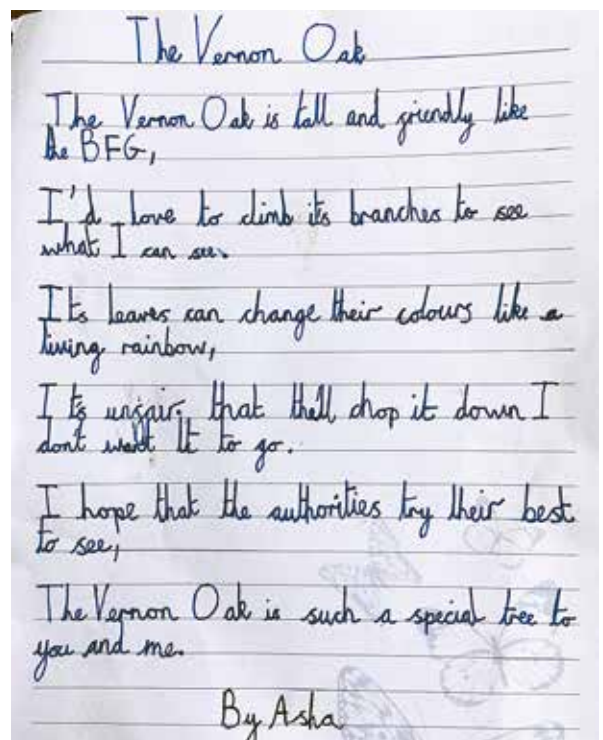 The Vernon Oak
The Vernon Oak is tall and friendly like
the BFG,
I'd love to climb its branches to see
what I can see.
Its leaves can change their colours like a
living rainbow,
It's unfair that thell chop it down I
dont want it to go.
I hope that the authorities try their best
to see,
The Vernon Oak is such a special tree to
you and me.
By Asha